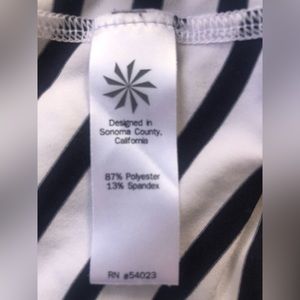 Designed in
Sonoma County,
California
87% Polyester
13% Spandex
RN #54023